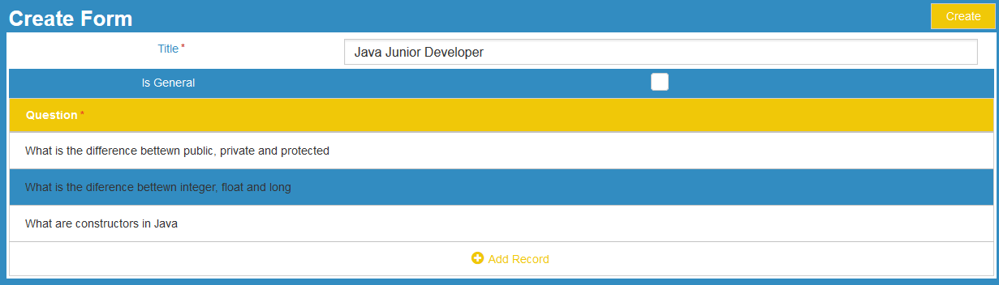 Create Form
Create
Title *
Java Junior Developer
Is General
Question *
What is the difference bettewn public, private and protected
What is the diference bettewn integer, float and long
What are constructors in Java
Add Record